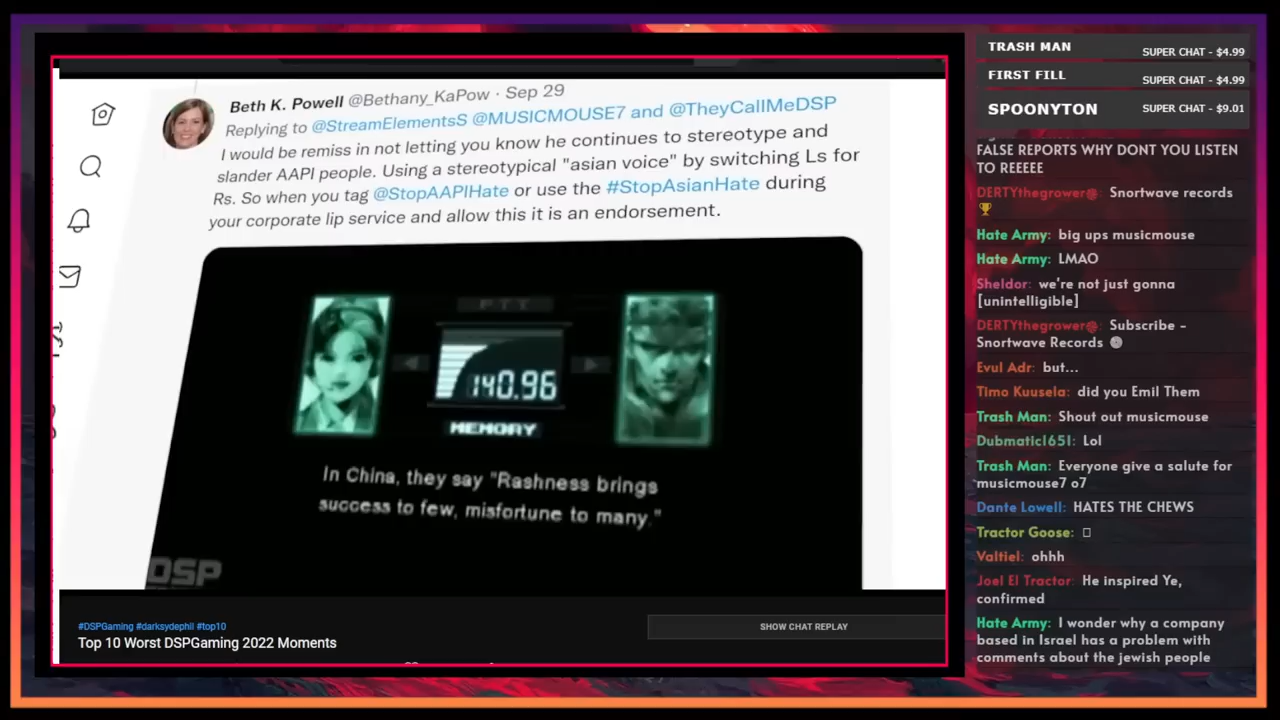 Beth K. Powell @Bethany_KaPow · Sep 29
Replying to @StreamElementsS @MUSICMOUSE7 and @TheyCallMeDSP
I would be remiss in not letting you know he continues to stereotype and
slander AAPI people. Using a stereotypical "asian voice" by switching Ls for
Rs. So when you tag @StopAAPIHate or use the #StopAsianHate during
your corporate lip service and allow this it is an endorsement.
PTT
140.96
MEMORY
In China, they say "Rashness brings
success to few, misfortune to many."
DSP
#DSPGaming #darksydephil #top10
Top 10 Worst DSPGaming 2022 Moments
SHOW CHAT REPLAY
TRASH MAN SUPER CHAT - $4.99
FIRST FILL SUPER CHAT - $4.99
SPOONYTON SUPER CHAT - $9.01
FALSE REPORTS WHY DONT YOU LISTEN
TO REEEEE
DERTYthegrower@: Snortwave records
🏆
Hate Army: big ups musicmouse
Hate Army: LMAO
Sheldor: we're not just gonna
[unintelligible]
DERTYthegrower@: Subscribe -
Snortwave Records
Evul Adr: but...
Timo Kuusela: did you Emil Them
Trash Man: Shout out musicmouse
Dubmatic1651: Lol
Trash Man: Everyone give a salute for
musicmouse7 o7
Dante Lowell: HATES THE CHEWS
Tractor Goose:
Valtiel: ohhh
Joel El Tractor: He inspired Ye,
confirmed
Hate Army: I wonder why a company
based in Israel has a problem with
comments about the jewish people